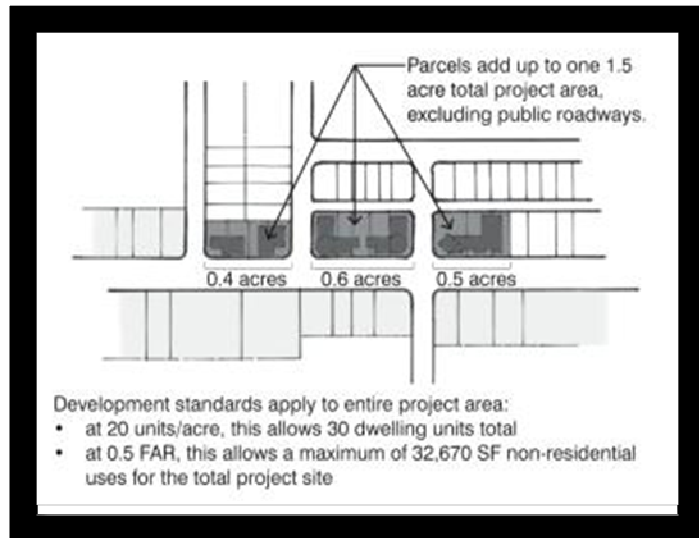 Parcels add up to one 1.5
acre total project area,
excluding public roadways.
0.4 acres 0.6 acres 0.5 acres
Development standards apply to entire project area:
• at 20 units/acre, this allows 30 dwelling units total
• at 0.5 FAR, this allows a maximum of 32,670 SF non-residential
uses for the total project site